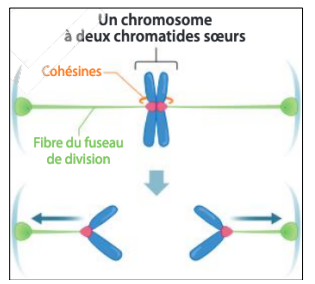 Un chromosome
à deux chromatides sœurs
Cohésines
Fibre du fuseau
de division